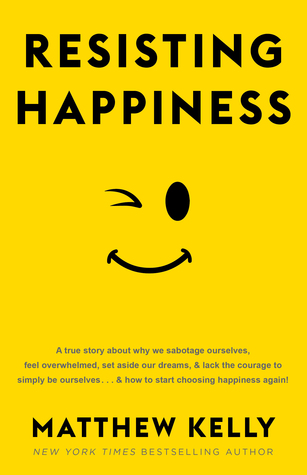 RESISTING
HAPPINESS
A true story about why we sabotage ourselves,
feel overwhelmed, set aside our dreams, & lack the courage to
simply be ourselves . . . & how to start choosing happiness again!
MATTHEW KELLY
NEW YORK TIMES BESTSELLING AUTHOR